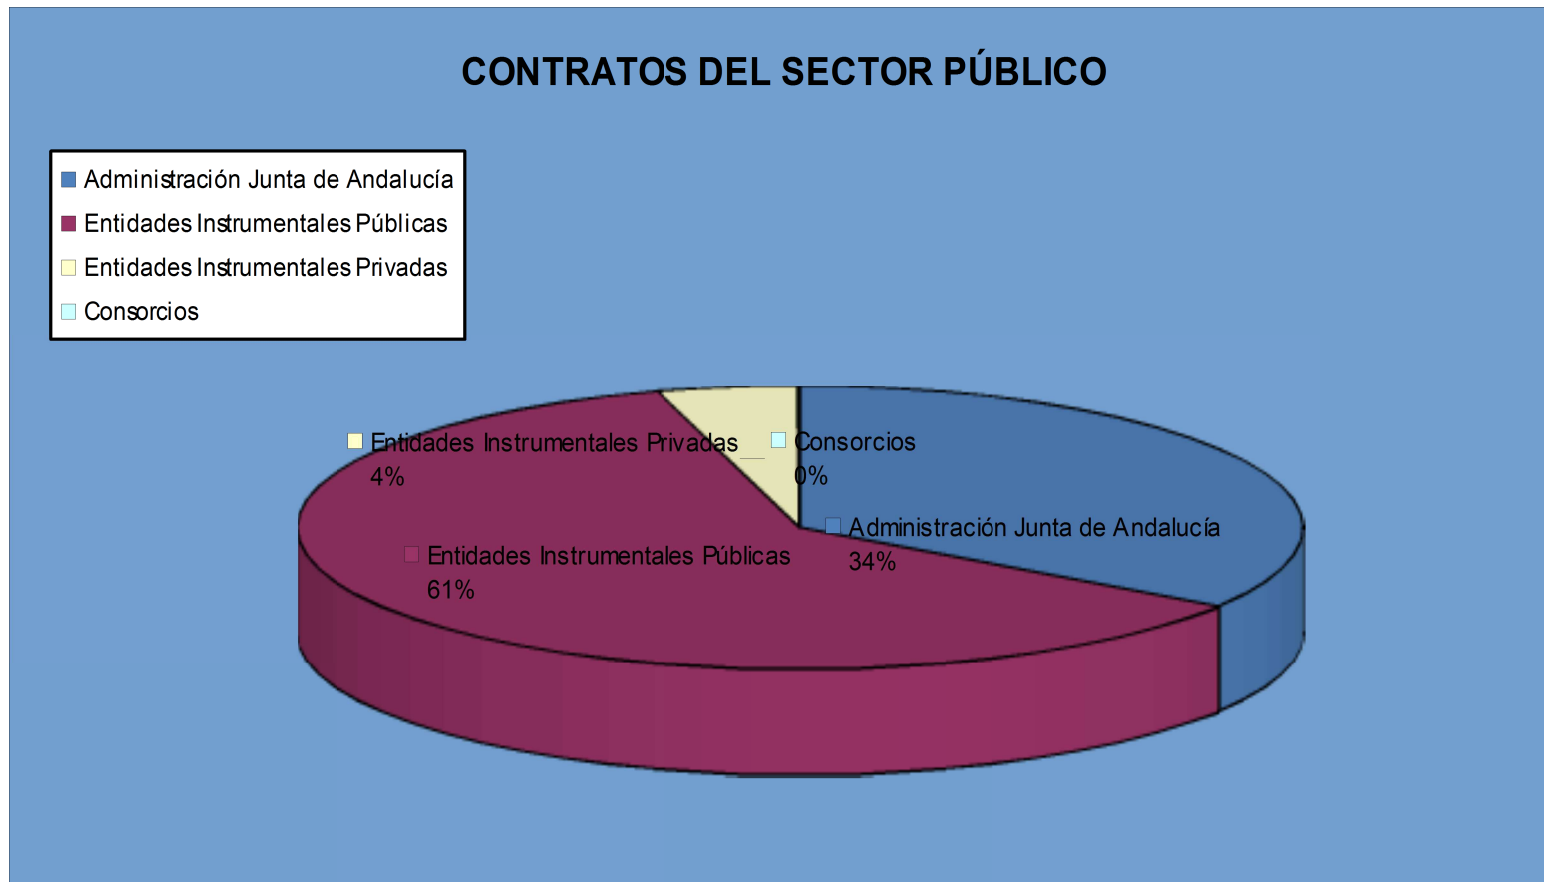 CONTRATOS DEL SECTOR PÚBLICO
Administración Junta de Andalucía
Entidades Instrumentales Públicas
Entidades Instrumentales Privadas
Consorcios
Entidades Instrumentales Privadas
4%
Consorcios
0%
Administración Junta de Andalucía
34%
Entidades Instrumentales Públicas
61%